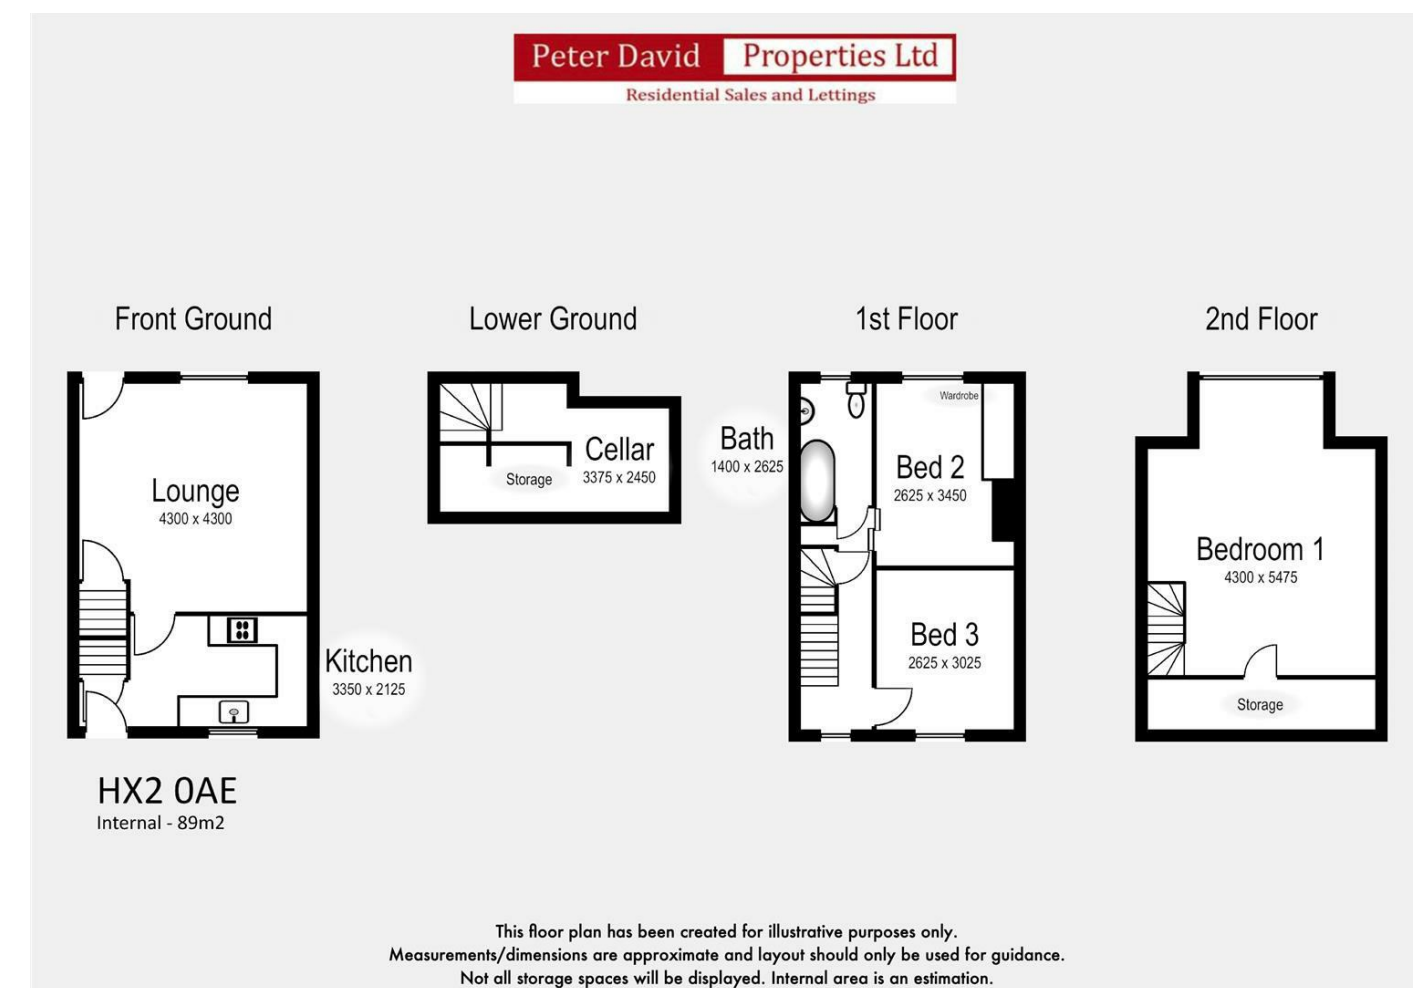 Peter David Properties Ltd
Residential Sales and Lettings
Front Ground
Lower Ground
1st Floor
2nd Floor
Lounge
4300 x 4300
Kitchen
3350 x 2125
Cellar
3375 x 2450
Storage
Bath
1400 x 2625
Wardrobe
Bed 2
2625 x 3450
Bed 3
2625 x 3025
Bedroom 1
4300 x 5475
Storage
HX2 0AE
Internal - 89m2
This floor plan has been created for illustrative purposes only.
Measurements/dimensions are approximate and layout should only be used for guidance.
Not all storage spaces will be displayed. Internal area is an estimation.